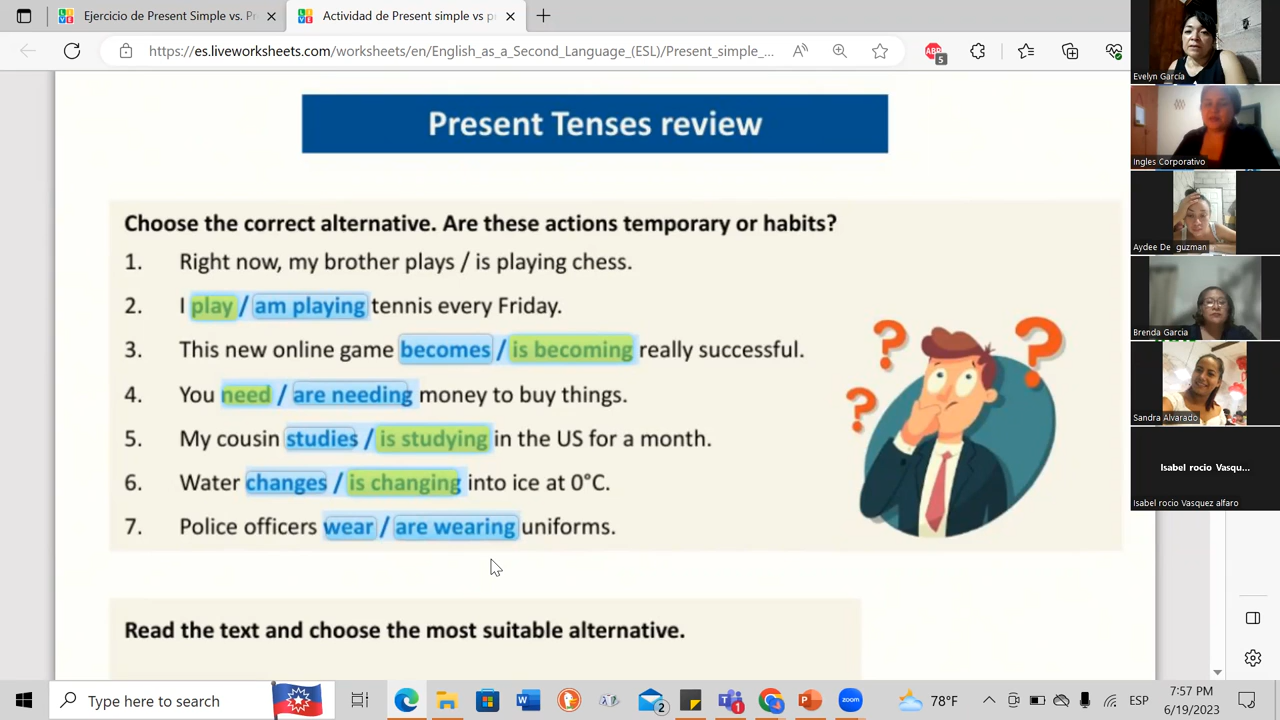 Ejercicio de Present Simple vs. Pr
Actividad de Present simple vs p
https://es.liveworksheets.com/worksheets/en/English_as_a_Second_Language_(ESL)/Present_simple_...
5
Present Tenses review
Choose the correct alternative. Are these actions temporary or habits?
1. Right now, my brother plays / is playing chess.
2. I play / am playing tennis every Friday.
3. This new online game becomes / is becoming really successful.
4. You need / are needing money to buy things.
5. My cousin studies / is studying in the US for a month.
6. Water changes / is changing into ice at 0°C.
7. Police officers wear / are wearing uniforms.
Read the text and choose the most suitable alternative.
Evelyn García
Ingles Corporativo
Aydee De guzman
Brenda Garcia
Sandra Alvarado
Isabel rocio Vasqu...
Isabel rocio Vasquez alfaro
Type here to search
2
1
78°F
ESP
7:57 PM
6/19/2023